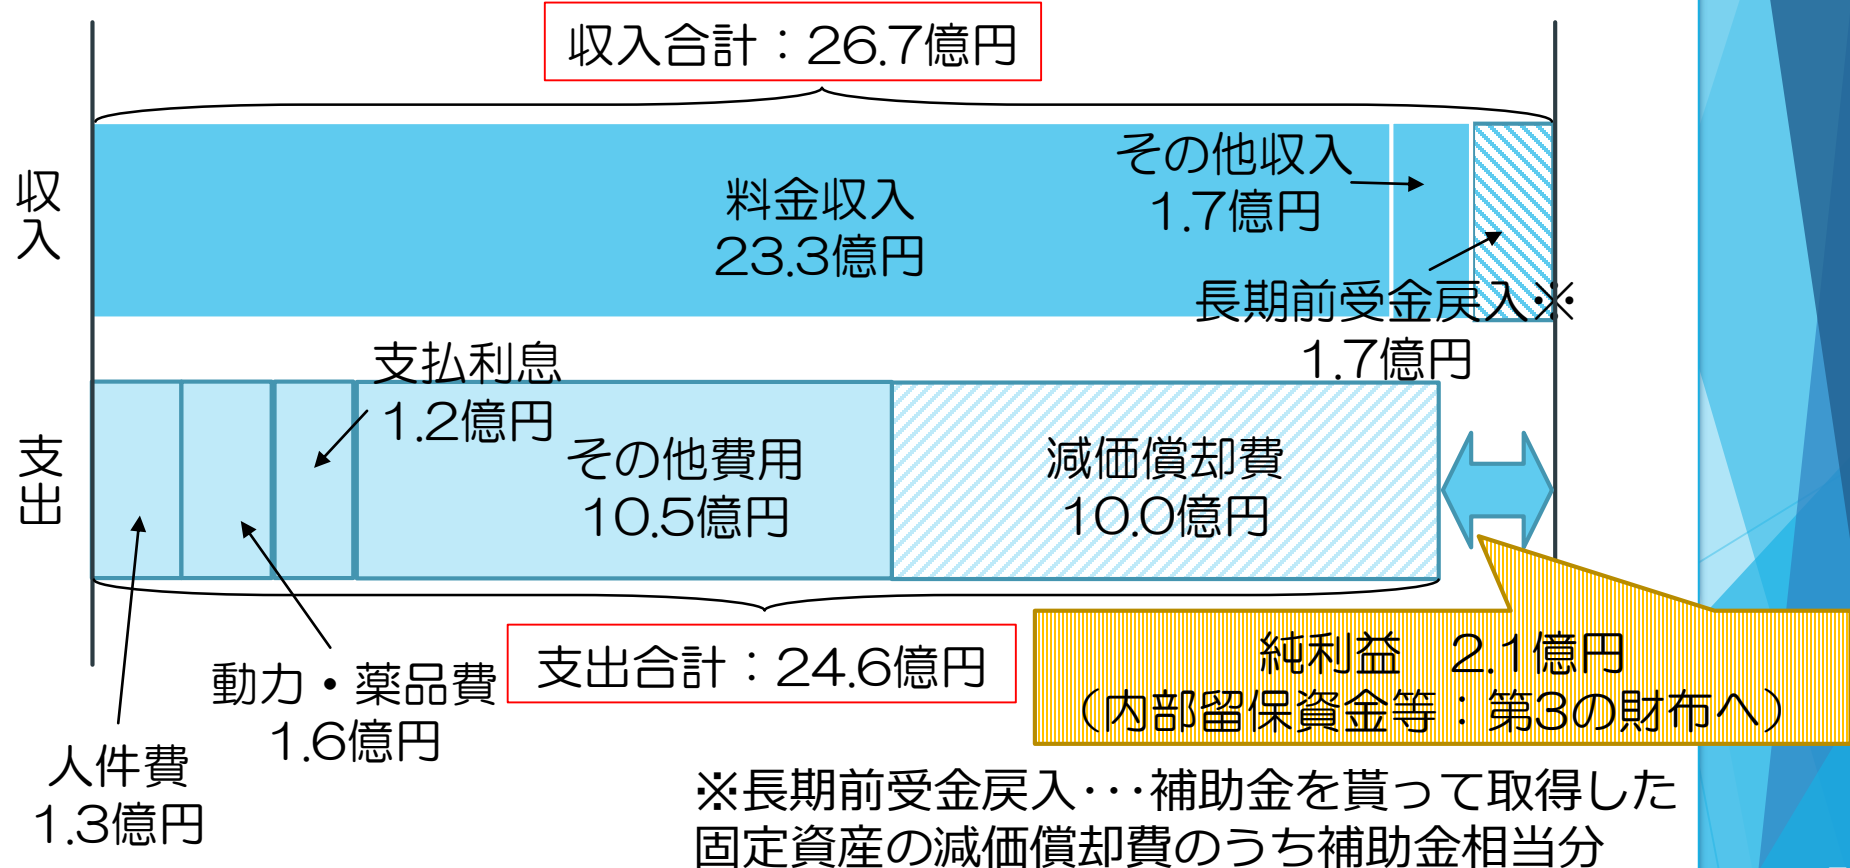 収入合計：26.7億円
収入
料金収入
23.3億円
その他収入
1.7億円
長期前受金戻入※
1.7億円
支出
支払利息
1.2億円
その他費用
10.5億円
減価償却費
10.0億円
支出合計：24.6億円
純利益　2.1億円
（内部留保資金等：第3の財布へ）
動力・薬品費
1.6億円
人件費
1.3億円
※長期前受金戻入･･･補助金を貰って取得した
固定資産の減価償却費のうち補助金相当分